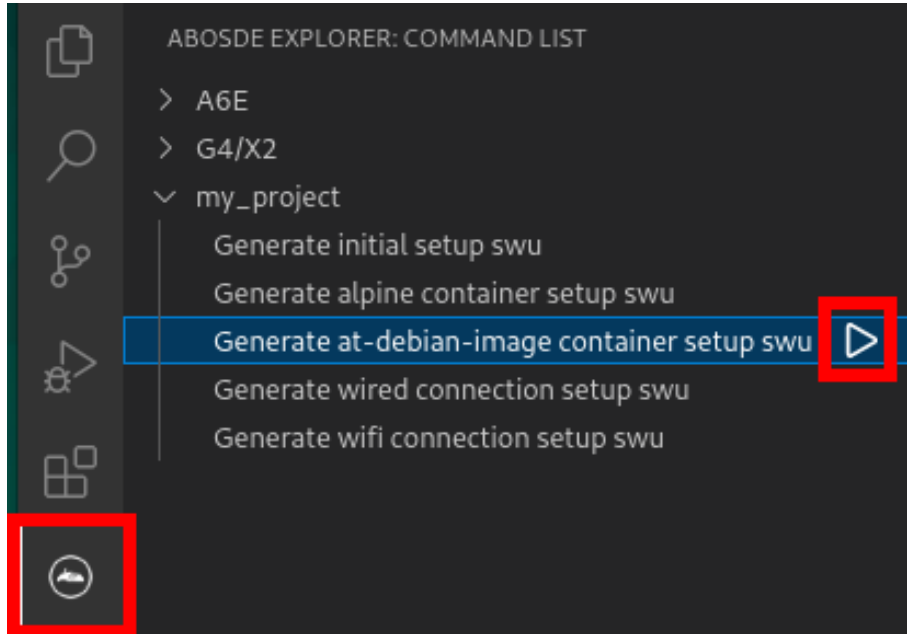 ABOSDE EXPLORER: COMMAND LIST
A6E
G4/X2
my_project
Generate initial setup swu
Generate alpine container setup swu
Generate at-debian-image container setup swu
Generate wired connection setup swu
Generate wifi connection setup swu